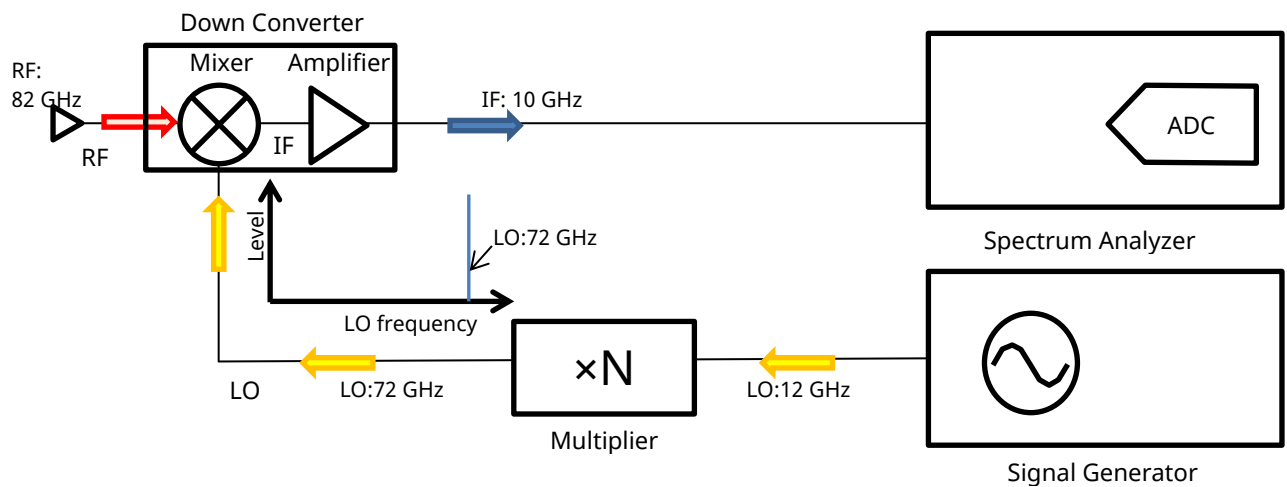 Down Converter
Mixer
Amplifier
RF:
82 GHz
IF: 10 GHz
RF
IF
ADC
Level
LO:72 GHz
LO frequency
Spectrum Analyzer
×N
LO
LO:72 GHz
LO:12 GHz
Multiplier
Signal Generator